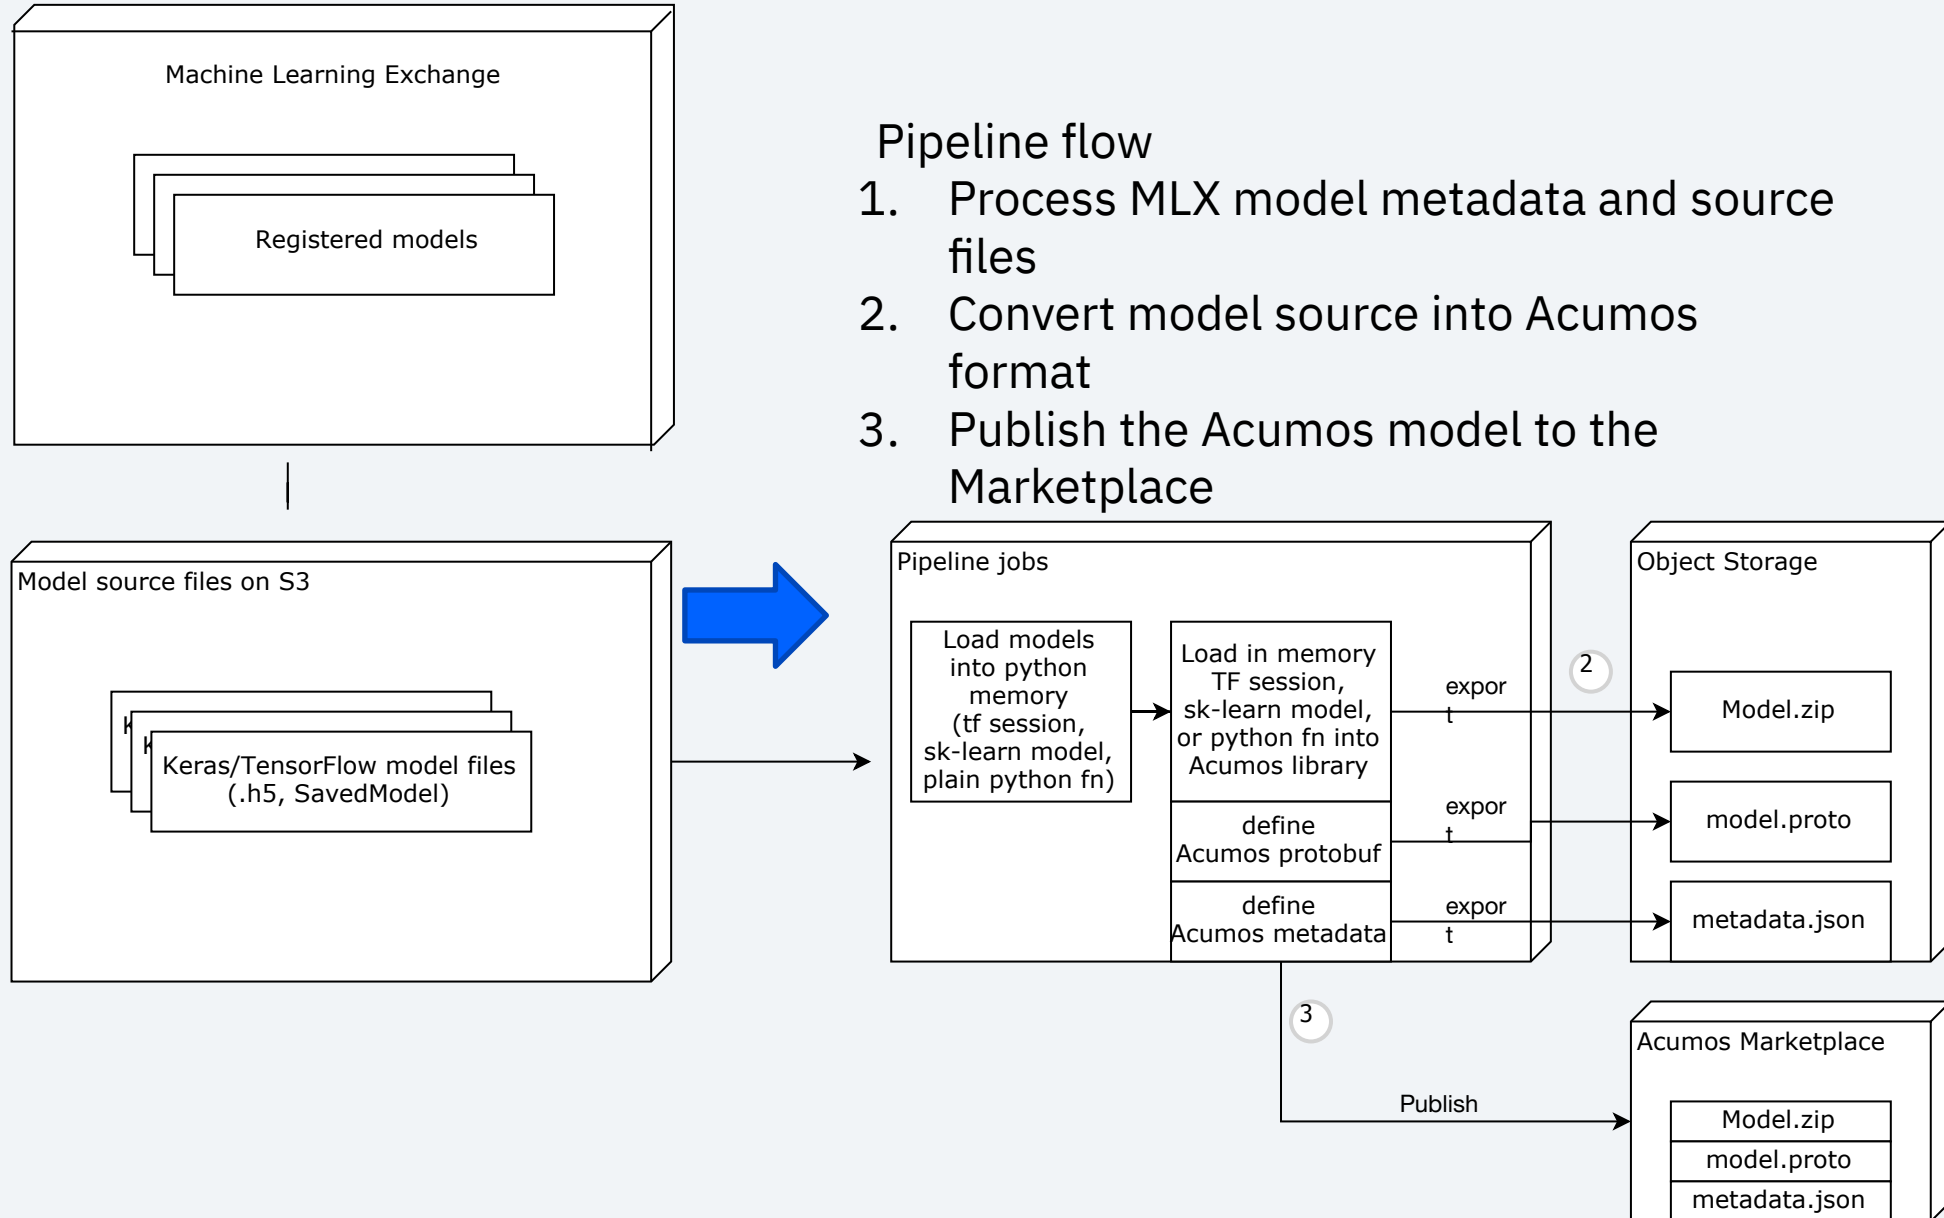 Machine Learning Exchange
Registered models
Pipeline flow
1. Process MLX model metadata and source
files
2. Convert model source into Acumos
format
3. Publish the Acumos model to the
Marketplace
Model source files on S3
K
K
Keras/TensorFlow model files
(.h5, SavedModel)
Pipeline jobs
Load models
into python
memory
(tf session,
sk-learn model,
plain python fn)
Load in memory
TF session,
sk-learn model,
or python fn into
Acumos library
define
Acumos protobuf
define
Acumos metadata
expor
t
expor
t
expor
t
2
Object Storage
Model.zip
model.proto
metadata.json
3
Publish
Acumos Marketplace
Model.zip
model.proto
metadata.json